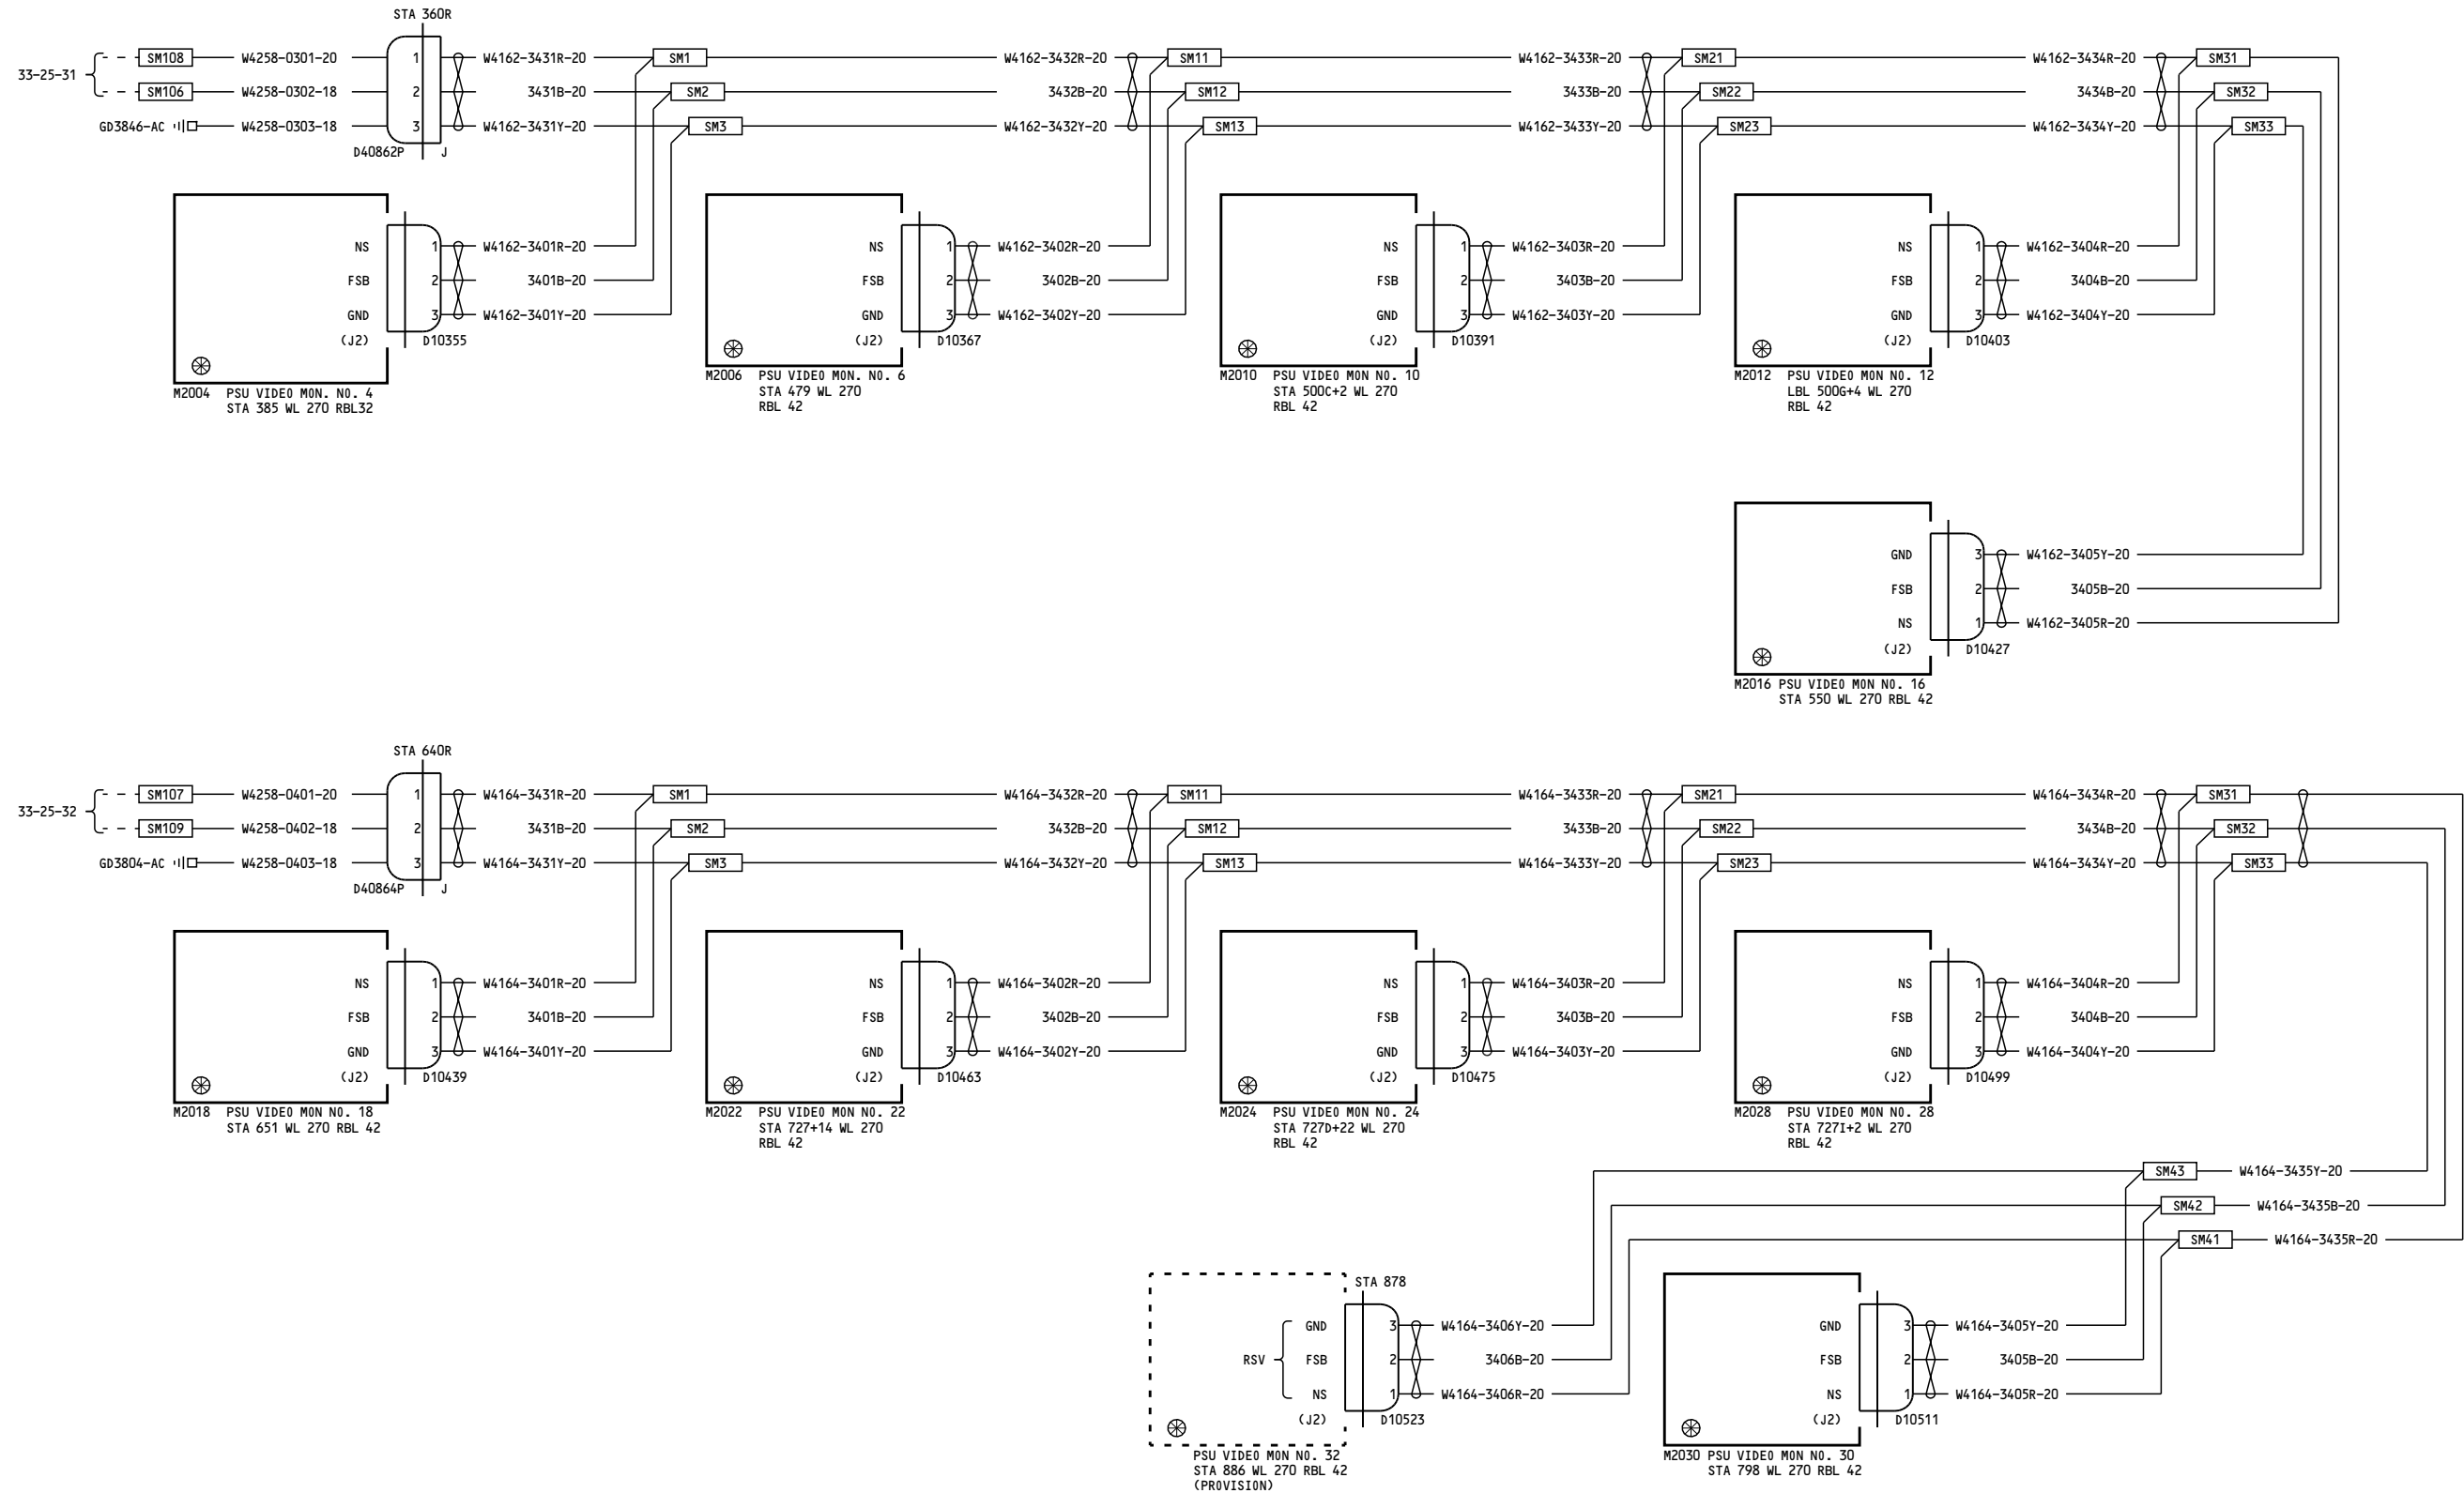 STA 360R
33-25-31
SM108 W4258-0301-20 1 W4162-3431R-20 SM1 W4162-3432R-20 SM11 W4162-3433R-20 SM21 W4162-3434R-20 SM31
SM106 W4258-0302-18 2 3431B-20 SM2 3432B-20 SM12 3433B-20 SM22 3434B-20 SM32
GD3846-AC W4258-0303-18 3 W4162-3431Y-20 SM3 W4162-3432Y-20 SM13 W4162-3433Y-20 SM23 W4162-3434Y-20 SM33
D40862P J
NS 1 W4162-3401R-20 NS 1 W4162-3402R-20 NS 1 W4162-3403R-20 NS 1 W4162-3404R-20
FSB 2 3401B-20 FSB 2 3402B-20 FSB 2 3403B-20 FSB 2 3404B-20
GND 3 W4162-3401Y-20 GND 3 W4162-3402Y-20 GND 3 W4162-3403Y-20 GND 3 W4162-3404Y-20
(J2) D10355 (J2) D10367 (J2) D10391 (J2) D10403
M2004 PSU VIDEO MON. NO. 4
STA 385 WL 270 RBL32
M2006 PSU VIDEO MON. NO. 6
STA 479 WL 270
RBL 42
M2010 PSU VIDEO MON NO. 10
STA 500C+2 WL 270
RBL 42
M2012 PSU VIDEO MON NO. 12
LBL 500G+4 WL 270
RBL 42
GND 3 W4162-3405Y-20
FSB 2 3405B-20
NS 1 W4162-3405R-20
(J2) D10427
M2016 PSU VIDEO MON NO. 16
STA 550 WL 270 RBL 42
STA 640R
33-25-32
SM107 W4258-0401-20 1 W4164-3431R-20 SM1 W4164-3432R-20 SM11 W4164-3433R-20 SM21 W4164-3434R-20 SM31
SM109 W4258-0402-18 2 3431B-20 SM2 3432B-20 SM12 3433B-20 SM22 3434B-20 SM32
GD3804-AC W4258-0403-18 3 W4164-3431Y-20 SM3 W4164-3432Y-20 SM13 W4164-3433Y-20 SM23 W4164-3434Y-20 SM33
D40864P J
NS 1 W4164-3401R-20 NS 1 W4164-3402R-20 NS 1 W4164-3403R-20 NS 1 W4164-3404R-20
FSB 2 3401B-20 FSB 2 3402B-20 FSB 2 3403B-20 FSB 2 3404B-20
GND 3 W4164-3401Y-20 GND 3 W4164-3402Y-20 GND 3 W4164-3403Y-20 GND 3 W4164-3404Y-20
(J2) D10439 (J2) D10463 (J2) D10475 (J2) D10499
M2018 PSU VIDEO MON NO. 18
STA 651 WL 270 RBL 42
M2022 PSU VIDEO MON NO. 22
STA 727+14 WL 270
RBL 42
M2024 PSU VIDEO MON NO. 24
STA 727D+22 WL 270
RBL 42
M2028 PSU VIDEO MON NO. 28
STA 727I+2 WL 270
RBL 42
SM43 W4164-3435Y-20
SM42 W4164-3435B-20
SM41 W4164-3435R-20
STA 878
RSV
GND 3 W4164-3406Y-20 GND 3 W4164-3405Y-20
FSB 2 3406B-20 FSB 2 3405B-20
NS 1 W4164-3406R-20 NS 1 W4164-3405R-20
(J2) D10523 (J2) D10511
PSU VIDEO MON NO. 32
STA 886 WL 270 RBL 42
(PROVISION)
M2030 PSU VIDEO MON NO. 30
STA 798 WL 270 RBL 42